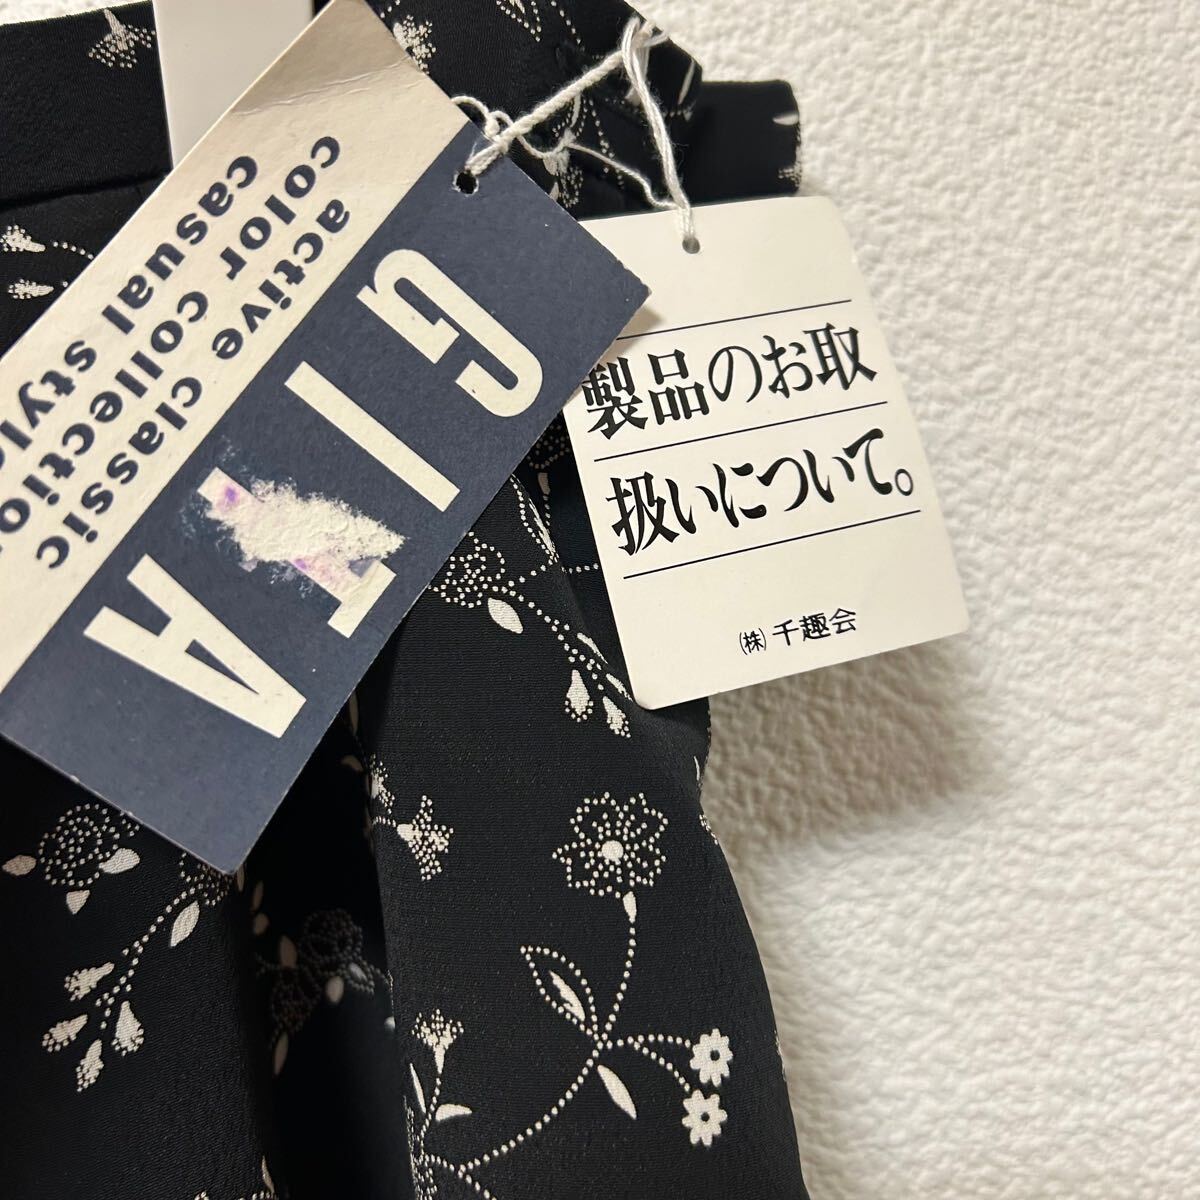 active classic
color collection
casual style
GITA
製品のお取
扱いについて。
(株)千趣会